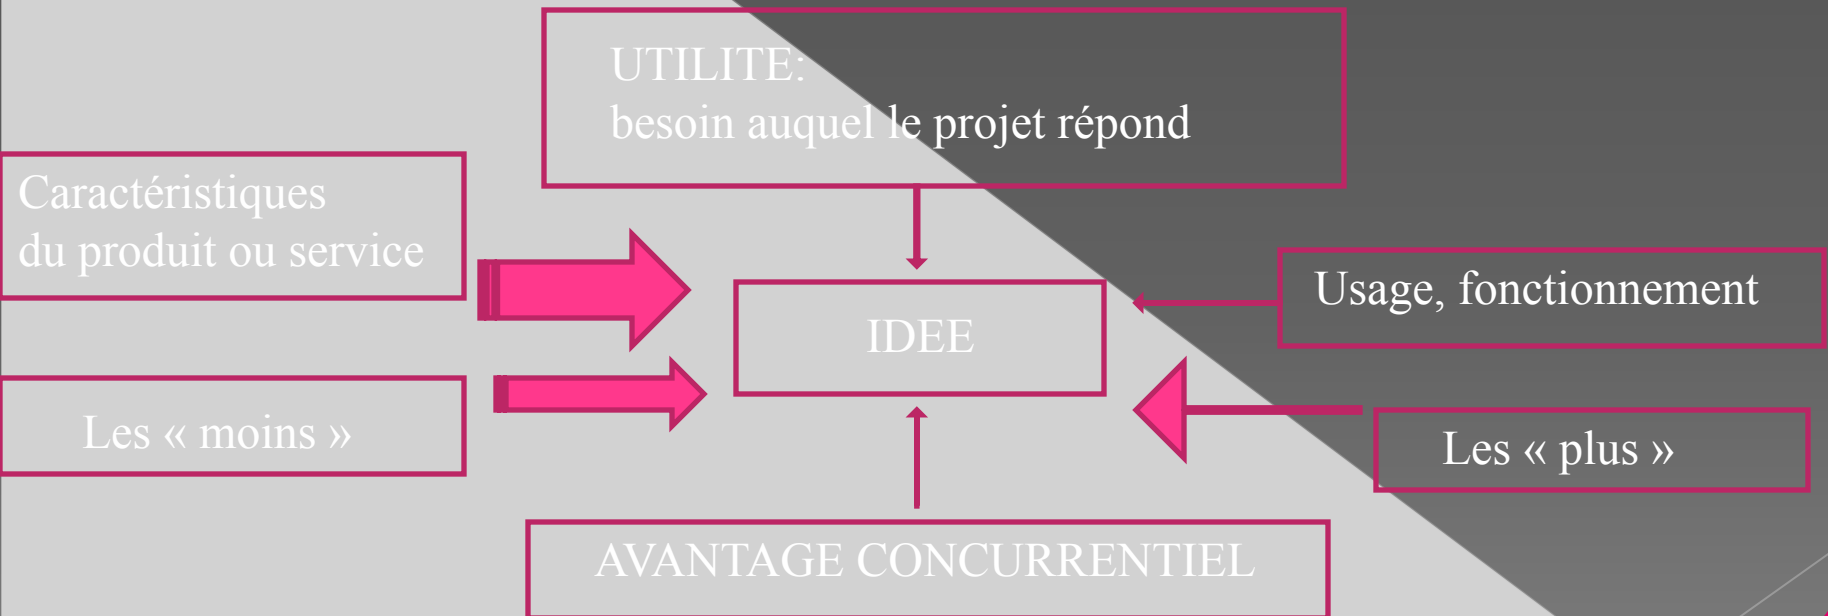 UTILITE:
besoin auquel le projet répond
Caractéristiques
du produit ou service
Usage, fonctionnement
IDEE
Les « moins »
Les « plus »
AVANTAGE CONCURRENTIEL